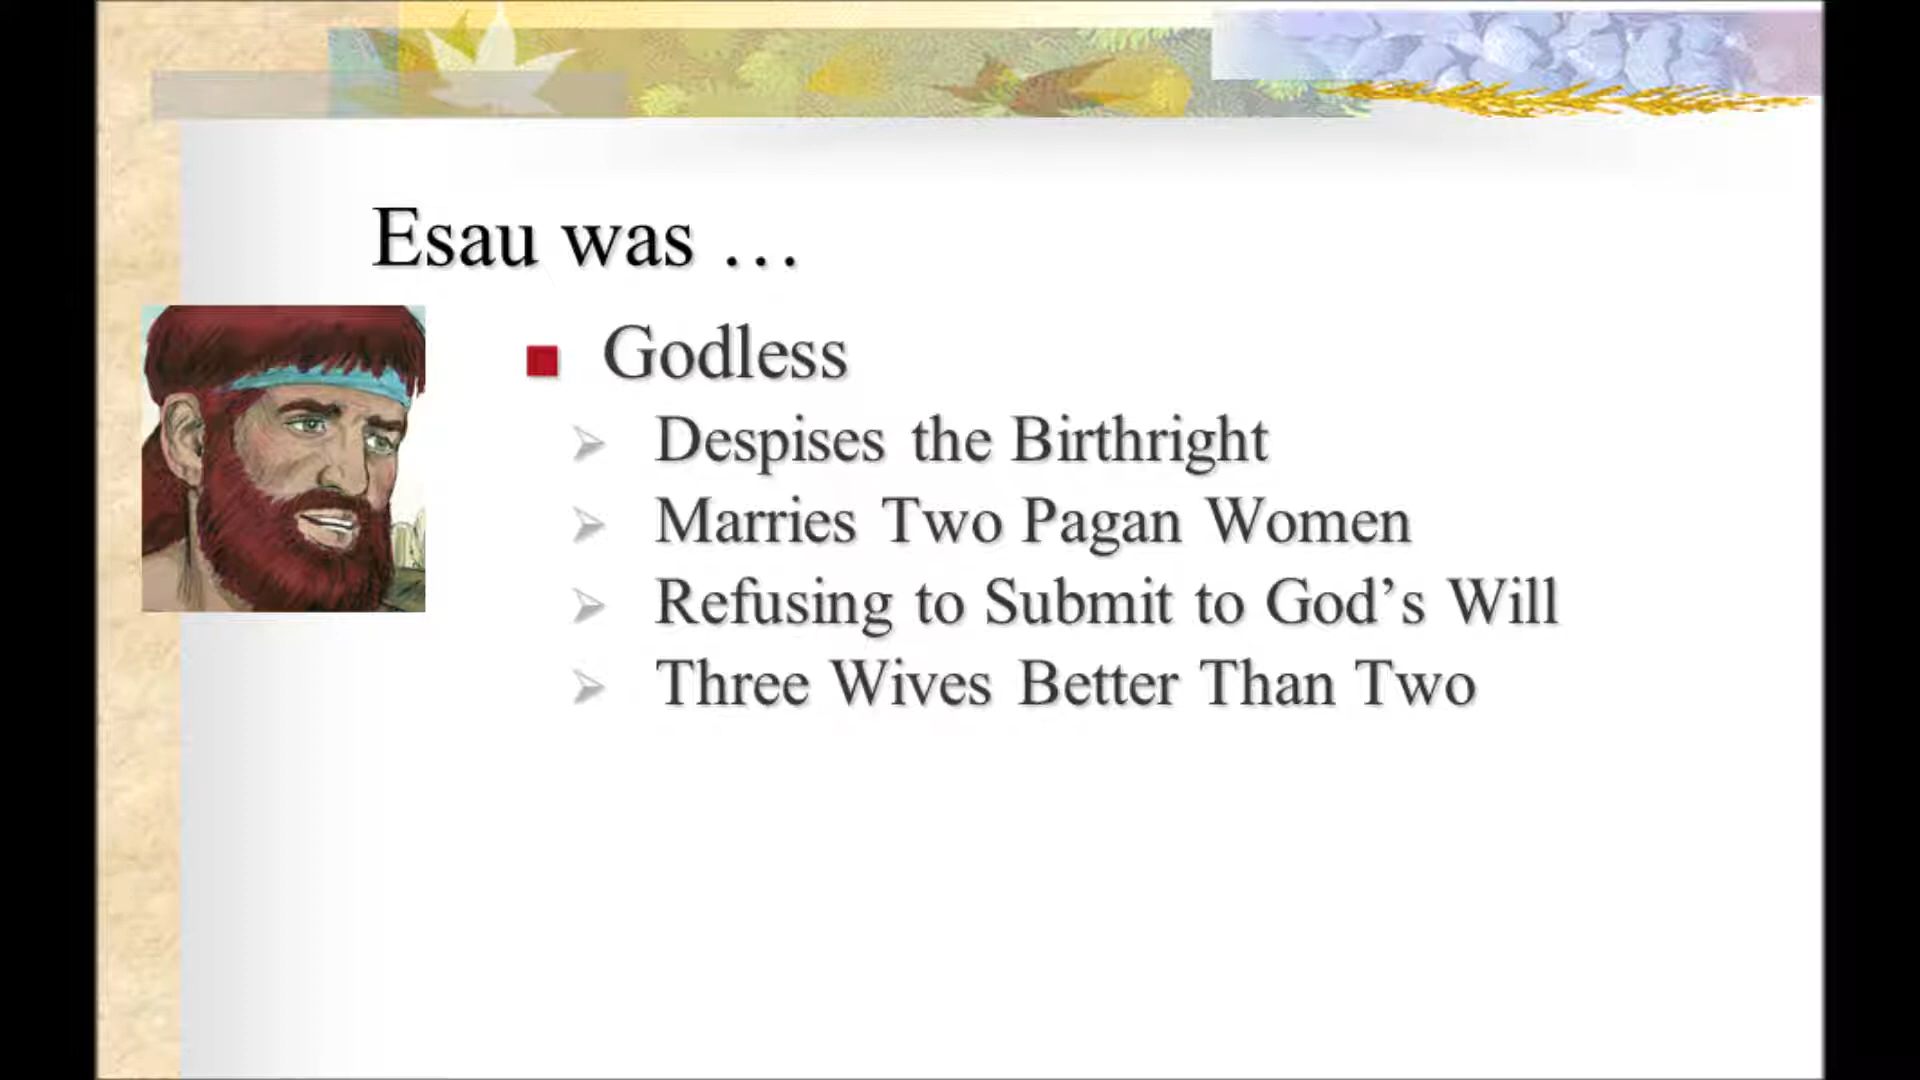 Esau was …
Godless
Despises the Birthright
Marries Two Pagan Women
Refusing to Submit to God’s Will
Three Wives Better Than Two